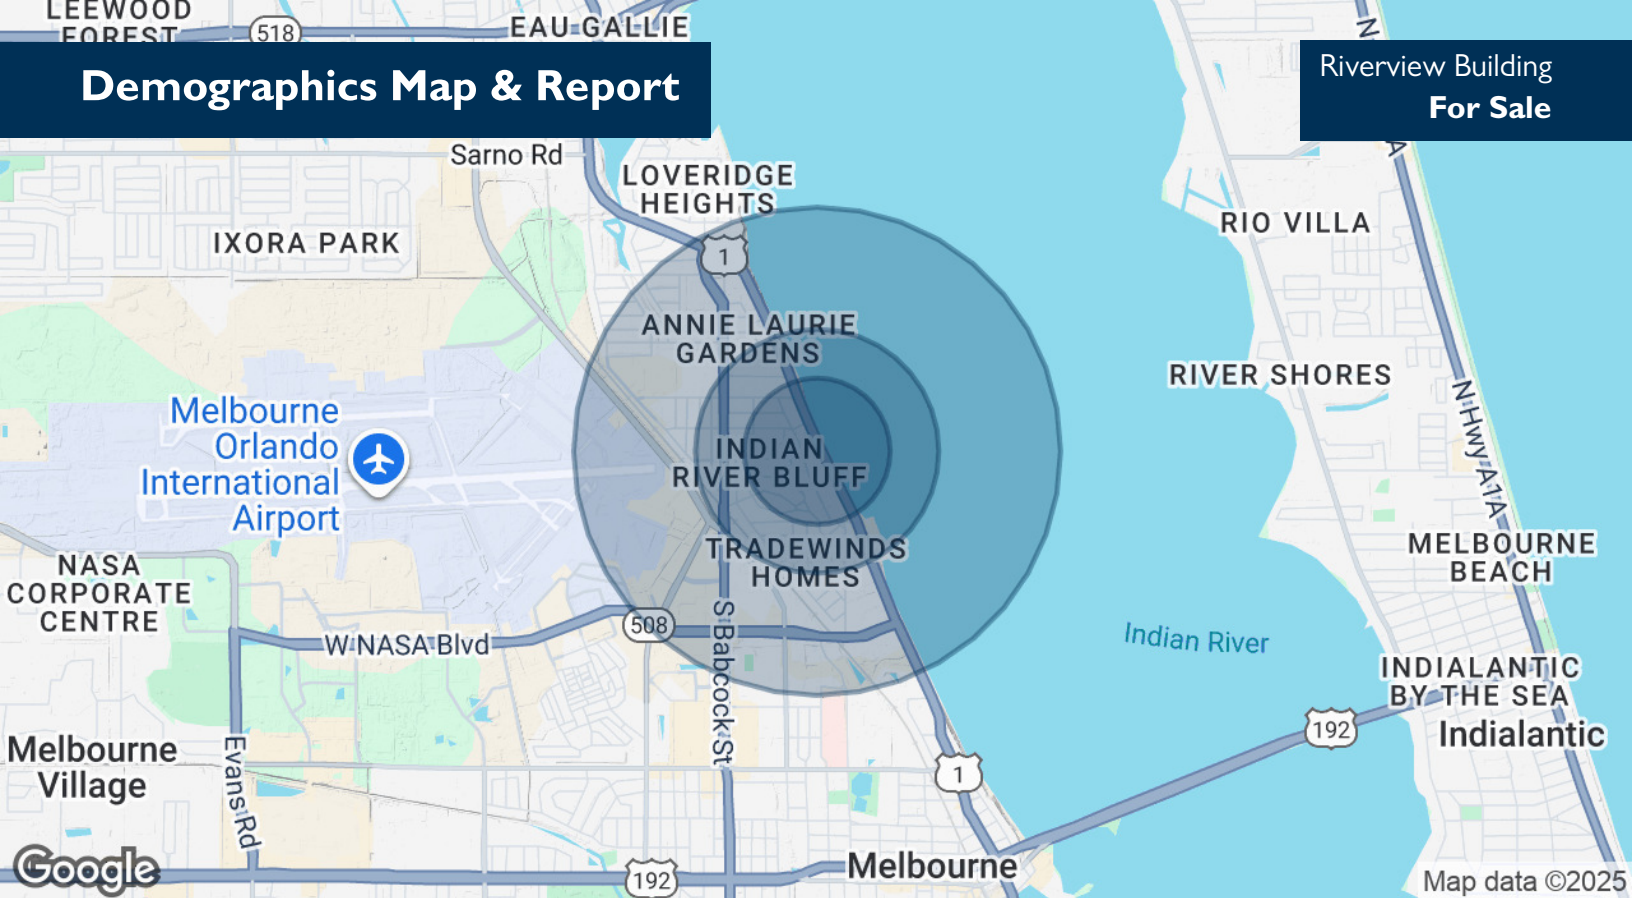 LEEWOOD
FOREST
518
EAU GALLIE
Demographics Map & Report
Riverview Building
For Sale
N
A
Sarno Rd
LOVERIDGE
HEIGHTS
IXORA PARK
1
RIO VILLA
ANNIE LAURIE
GARDENS
RIVER SHORES
Melbourne
Orlando
International
Airport
INDIAN
RIVER BLUFF
N Hwy A1A
TRADEWINDS
HOMES
MELBOURNE
BEACH
NASA
CORPORATE
CENTRE
508
W NASA Blvd
S Babcock St
Indian River
INDIALANTIC
BY THE SEA
Indialantic
192
Melbourne
Village
Evans Rd
1
Melbourne
192
Google
Map data ©2025